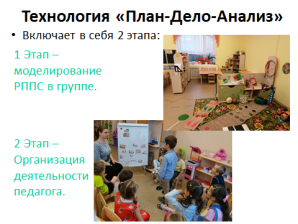 Технология «План-Дело-Анализ»
• Включает в себя 2 этапа:
1 Этап –
моделирование
РППС в группе.
2 Этап –
Организация
деятельности
педагога.